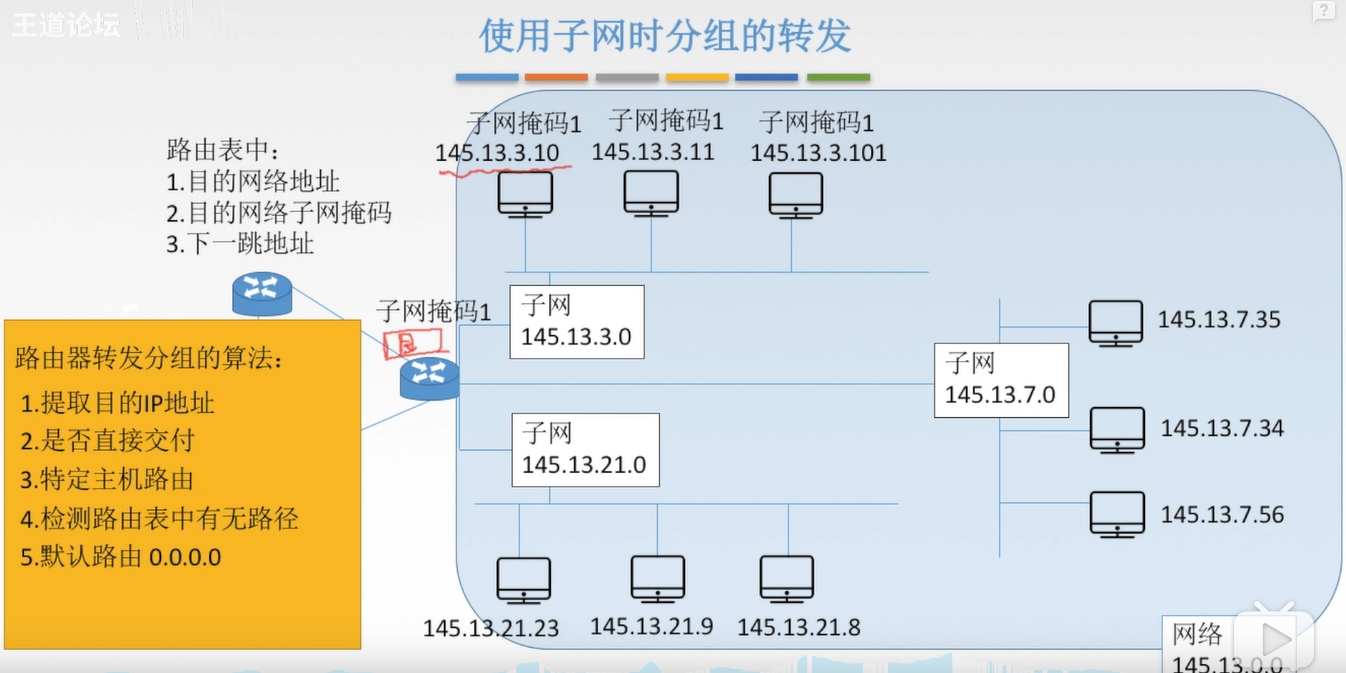 王道论坛
使用子网时分组的转发
?
路由表中:
1.目的网络地址
2.目的网络子网掩码
3.下一跳地址
子网掩码1
145.13.3.10
子网掩码1
145.13.3.11
子网掩码1
145.13.3.101
子网掩码1
子网
145.13.3.0
子网
145.13.21.0
子网
145.13.7.0
145.13.7.35
145.13.7.34
145.13.7.56
路由器转发分组的算法:
1.提取目的IP地址
2.是否直接交付
3.特定主机路由
4.检测路由表中有无路径
5.默认路由 0.0.0.0
145.13.21.23
145.13.21.9
145.13.21.8
网络
145.13.0.0